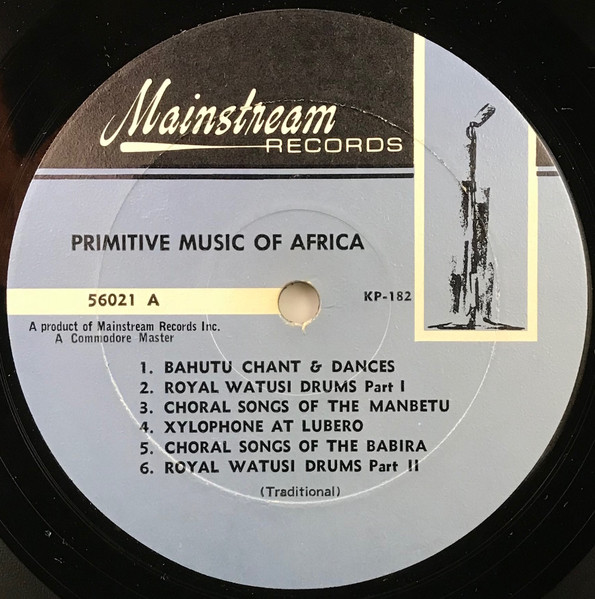 Mainstream
RECORDS
PRIMITIVE MUSIC OF AFRICA
56021 A
KP-182
A product of Mainstream Records Inc.
A Commodore Master
1. BAHUTU CHANT & DANCES
2. ROYAL WATUSI DRUMS Part I
3. CHORAL SONGS OF THE MANBETU
4. XYLOPHONE AT LUBERO
5. CHORAL SONGS OF THE BABIRA
6. ROYAL WATUSI DRUMS Part II
(Traditional)